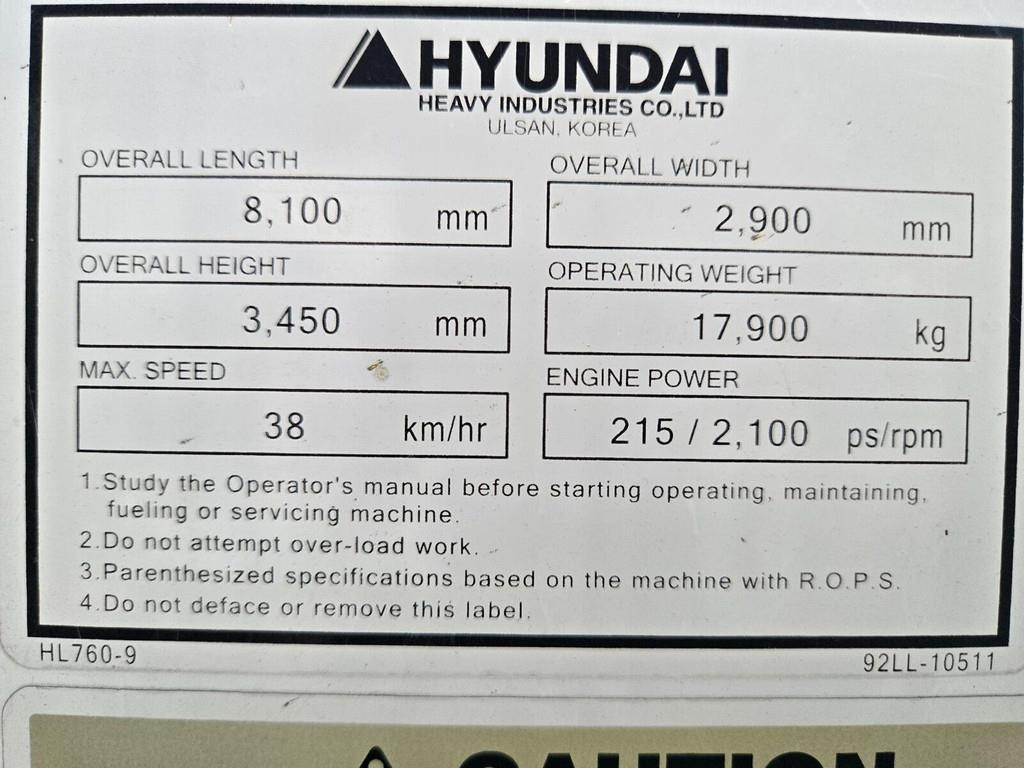 HYUNDAI
HEAVY INDUSTRIES CO.,LTD
ULSAN, KOREA
OVERALL LENGTH
8,100 mm
OVERALL WIDTH
2,900 mm
OVERALL HEIGHT
3,450 mm
OPERATING WEIGHT
17,900 kg
MAX. SPEED
38 km/hr
ENGINE POWER
215 / 2,100 ps/rpm
1.Study the Operator's manual before starting operating, maintaining,
fueling or servicing machine.
2.Do not attempt over-load work.
3.Parenthesized specifications based on the machine with R.O.P.S.
4.Do not deface or remove this label.
HL760-9
92LL-10511
CAUTION